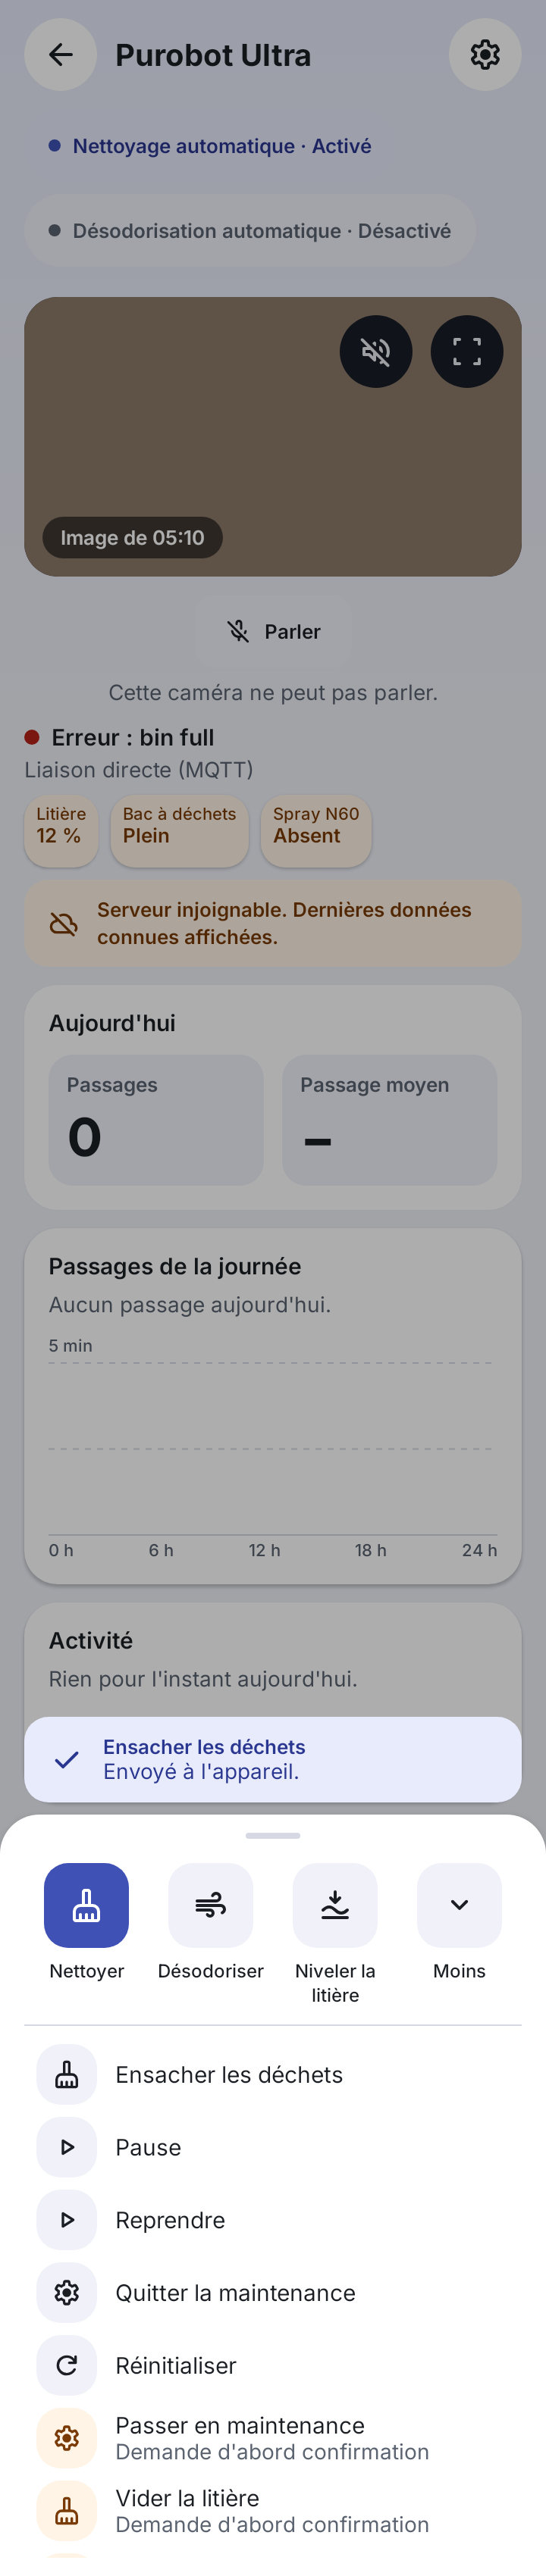 Purobot Ultra
Nettoyage automatique · Activé
Désodorisation automatique · Désactivé
Image de 05:10
Parler
Cette caméra ne peut pas parler.
Erreur : bin full
Liaison directe (MQTT)
Litière
12 %
Bac à déchets
Plein
Spray N60
Absent
Serveur injoignable. Dernières données
connues affichées.
Aujourd'hui
Passages
0
Passage moyen
–
Passages de la journée
Aucun passage aujourd'hui.
5 min
0 h 6 h 12 h 18 h 24 h
Activité
Rien pour l'instant aujourd'hui.
Ensacher les déchets
Envoyé à l'appareil.
Nettoyer
Désodoriser
Niveler la
litière
Moins
Ensacher les déchets
Pause
Reprendre
Quitter la maintenance
Réinitialiser
Passer en maintenance
Demande d'abord confirmation
Vider la litière
Demande d'abord confirmation